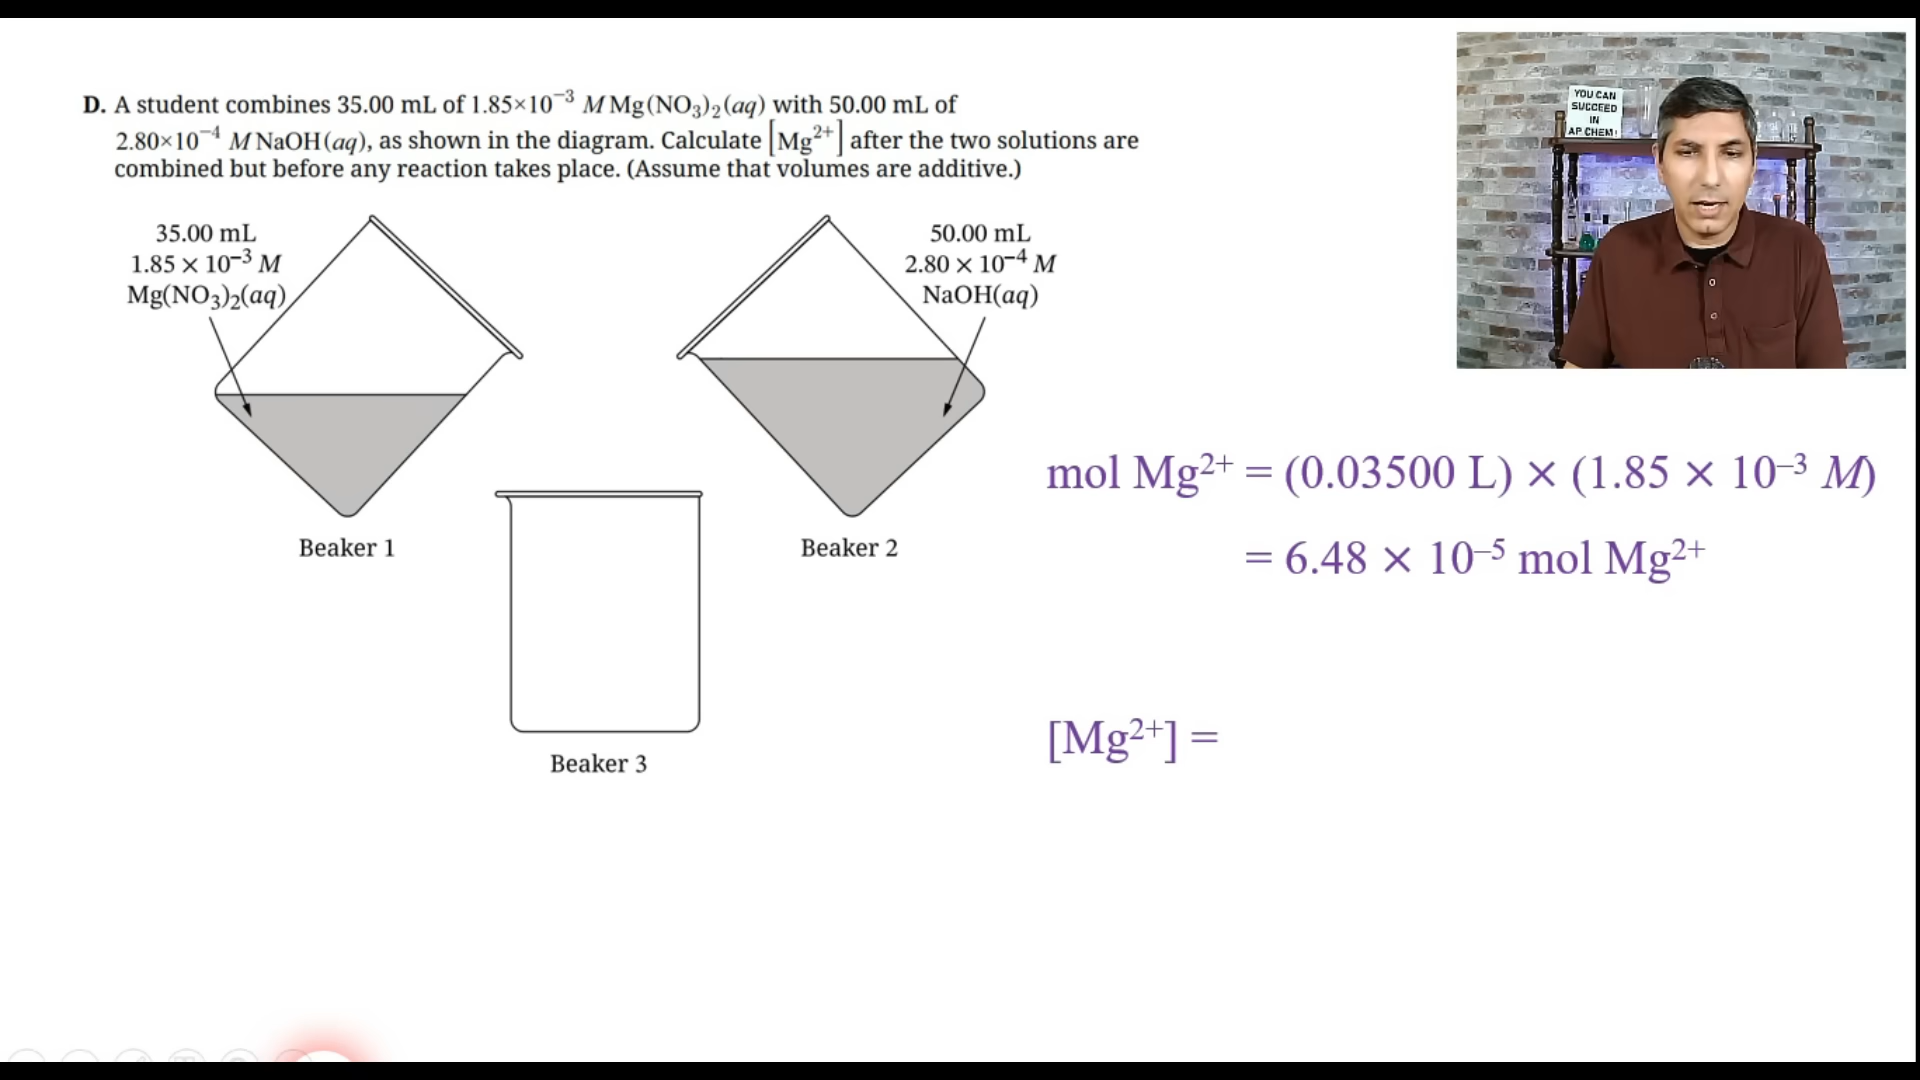 D. A student combines 35.00 mL of 1.85×10⁻³ M Mg(NO₃)₂(aq) with 50.00 mL of
2.80×10⁻⁴ M NaOH(aq), as shown in the diagram. Calculate [Mg²⁺] after the two solutions are
combined but before any reaction takes place. (Assume that volumes are additive.)
35.00 mL
1.85 × 10⁻³ M
Mg(NO₃)₂(aq)
50.00 mL
2.80 × 10⁻⁴ M
NaOH(aq)
Beaker 1
Beaker 2
Beaker 3
YOU CAN
SUCCEED
IN
AP CHEM!
mol Mg²⁺ = (0.03500 L) × (1.85 × 10⁻³ M)
= 6.48 × 10⁻⁵ mol Mg²⁺
[Mg²⁺] =